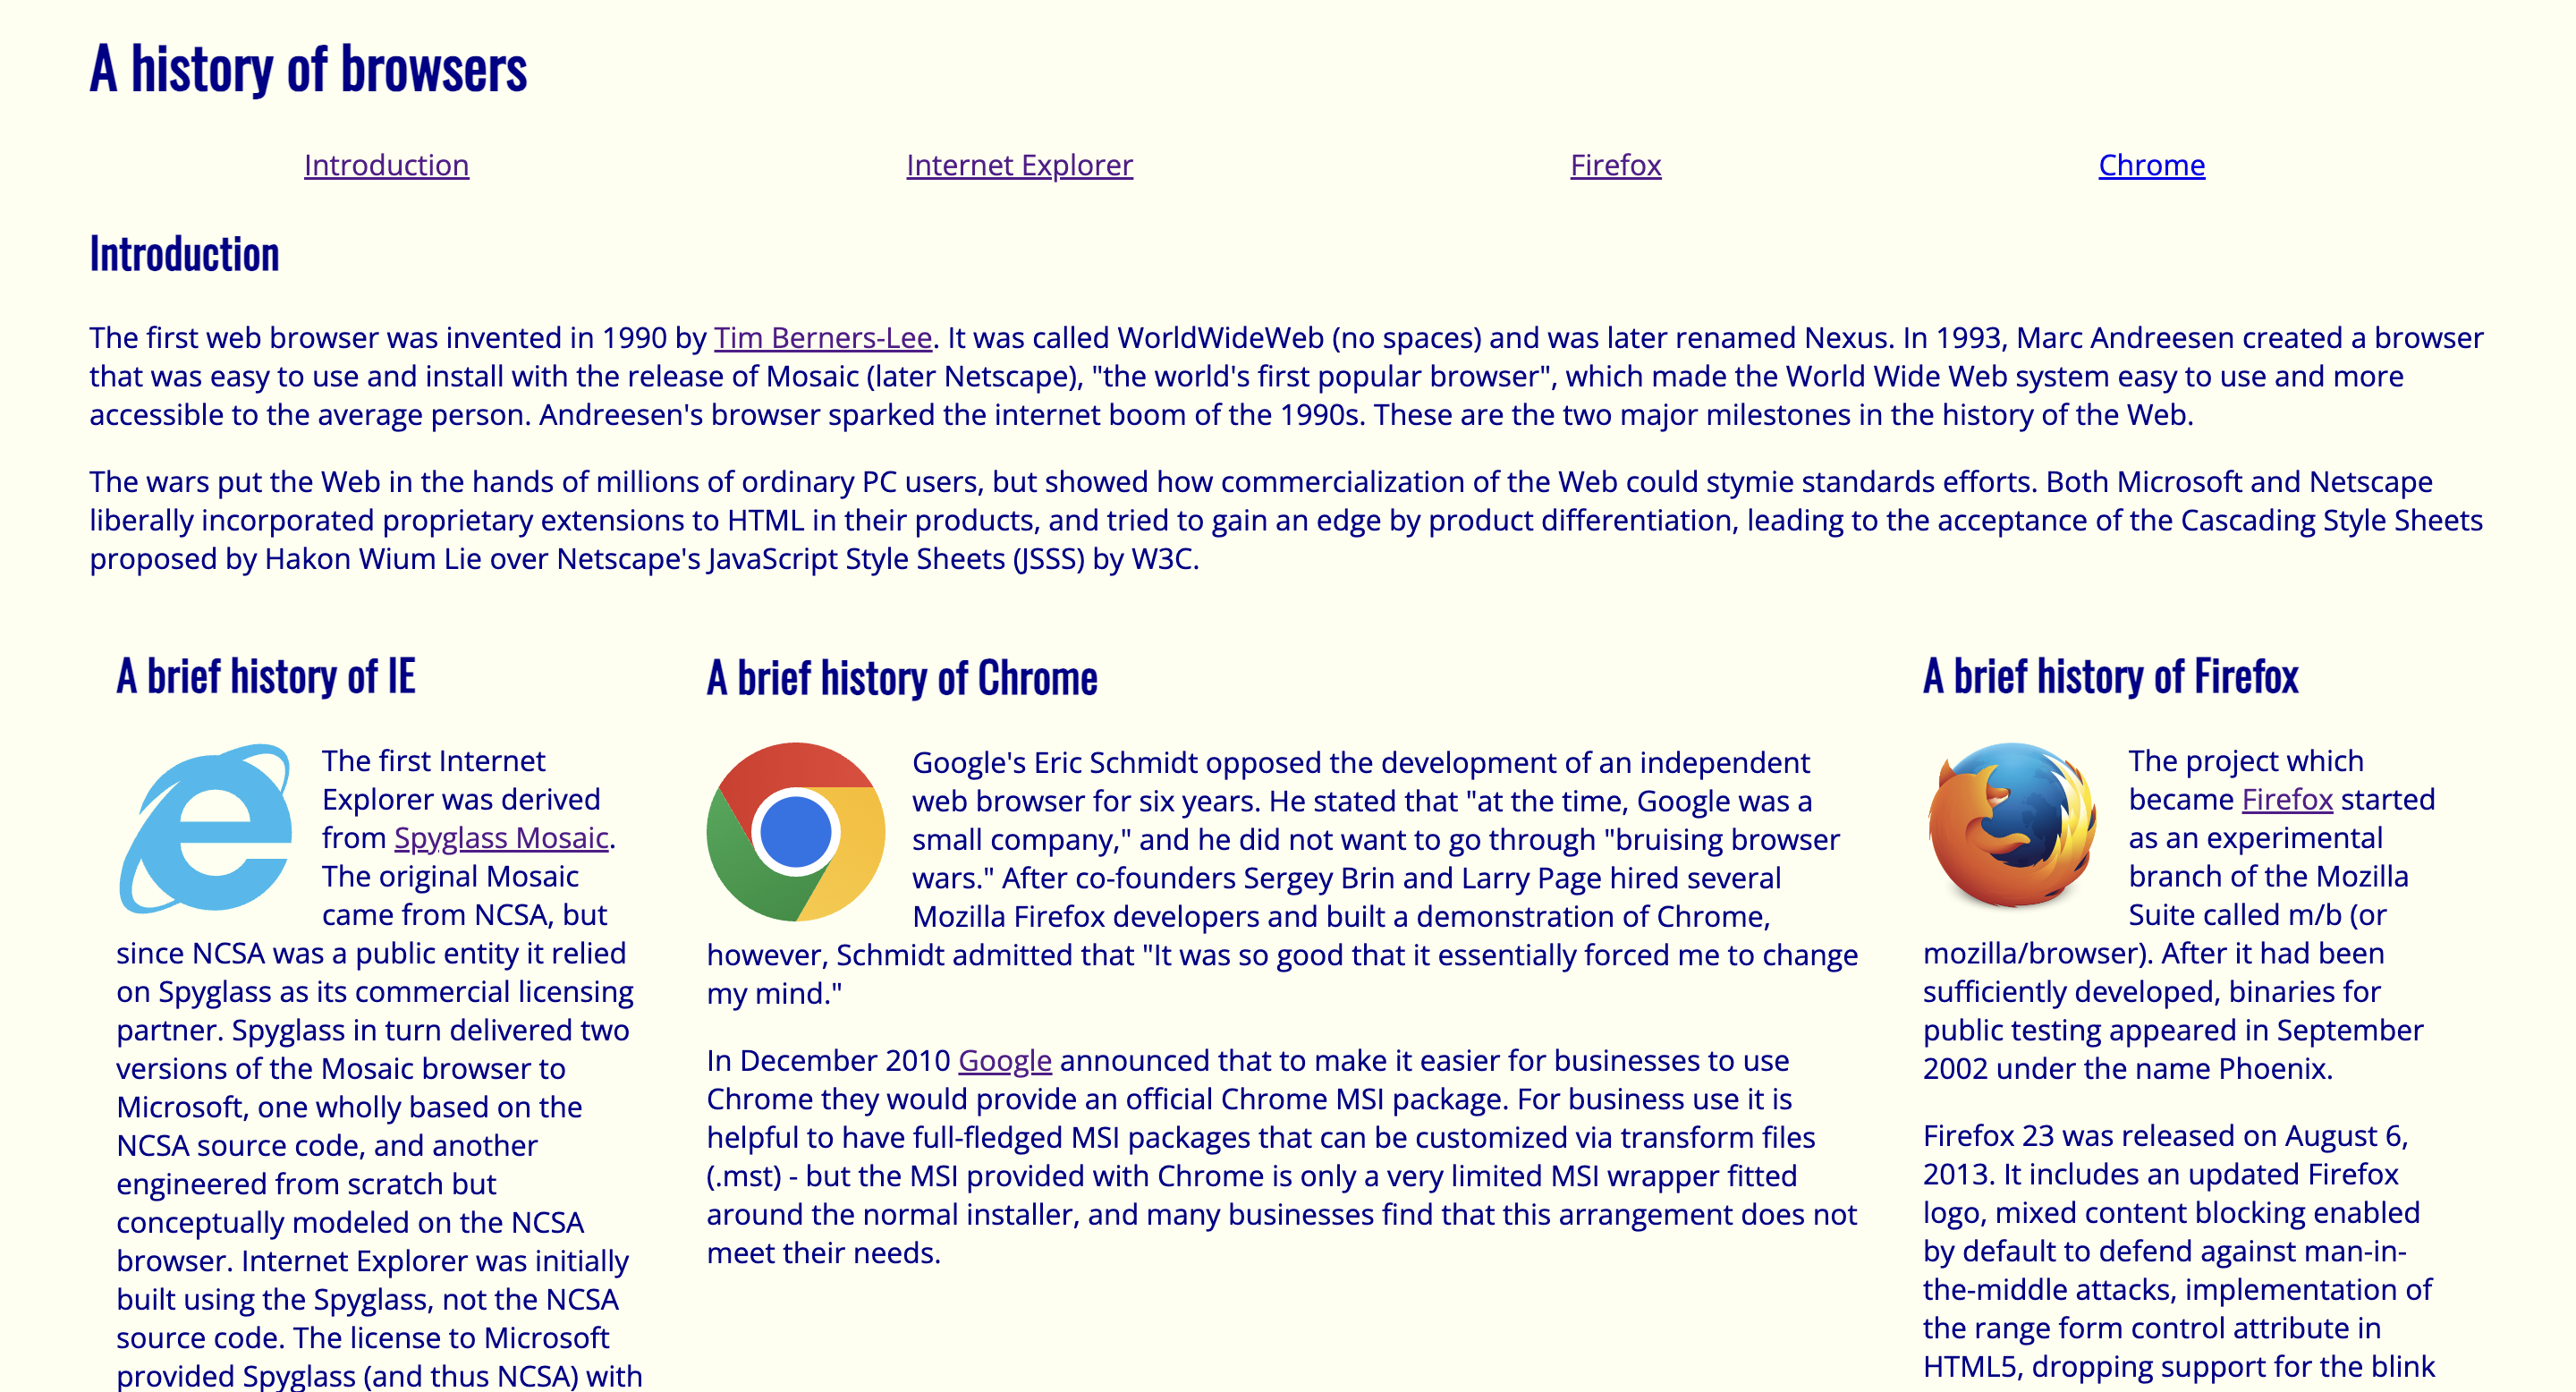 A history of browsers
Introduction
Internet Explorer
Firefox
Chrome
Introduction
The first web browser was invented in 1990 by Tim Berners-Lee. It was called WorldWideWeb (no spaces) and was later renamed Nexus. In 1993, Marc Andreesen created a browser
that was easy to use and install with the release of Mosaic (later Netscape), "the world's first popular browser", which made the World Wide Web system easy to use and more
accessible to the average person. Andreesen's browser sparked the internet boom of the 1990s. These are the two major milestones in the history of the Web.
The wars put the Web in the hands of millions of ordinary PC users, but showed how commercialization of the Web could stymie standards efforts. Both Microsoft and Netscape
liberally incorporated proprietary extensions to HTML in their products, and tried to gain an edge by product differentiation, leading to the acceptance of the Cascading Style Sheets
proposed by Hakon Wium Lie over Netscape's JavaScript Style Sheets (JSSS) by W3C.
A brief history of IE
The first Internet
Explorer was derived
from Spyglass Mosaic.
The original Mosaic
came from NCSA, but
since NCSA was a public entity it relied
on Spyglass as its commercial licensing
partner. Spyglass in turn delivered two
versions of the Mosaic browser to
Microsoft, one wholly based on the
NCSA source code, and another
engineered from scratch but
conceptually modeled on the NCSA
browser. Internet Explorer was initially
built using the Spyglass, not the NCSA
source code. The license to Microsoft
provided Spyglass (and thus NCSA) with
A brief history of Chrome
Google's Eric Schmidt opposed the development of an independent
web browser for six years. He stated that "at the time, Google was a
small company," and he did not want to go through "bruising browser
wars." After co-founders Sergey Brin and Larry Page hired several
Mozilla Firefox developers and built a demonstration of Chrome,
however, Schmidt admitted that "It was so good that it essentially forced me to change
my mind."
In December 2010 Google announced that to make it easier for businesses to use
Chrome they would provide an official Chrome MSI package. For business use it is
helpful to have full-fledged MSI packages that can be customized via transform files
(.mst) - but the MSI provided with Chrome is only a very limited MSI wrapper fitted
around the normal installer, and many businesses find that this arrangement does not
meet their needs.
A brief history of Firefox
The project which
became Firefox started
as an experimental
branch of the Mozilla
Suite called m/b (or
mozilla/browser). After it had been
sufficiently developed, binaries for
public testing appeared in September
2002 under the name Phoenix.
Firefox 23 was released on August 6,
2013. It includes an updated Firefox
logo, mixed content blocking enabled
by default to defend against man-in-
the-middle attacks, implementation of
the range form control attribute in
HTML5, dropping support for the blink